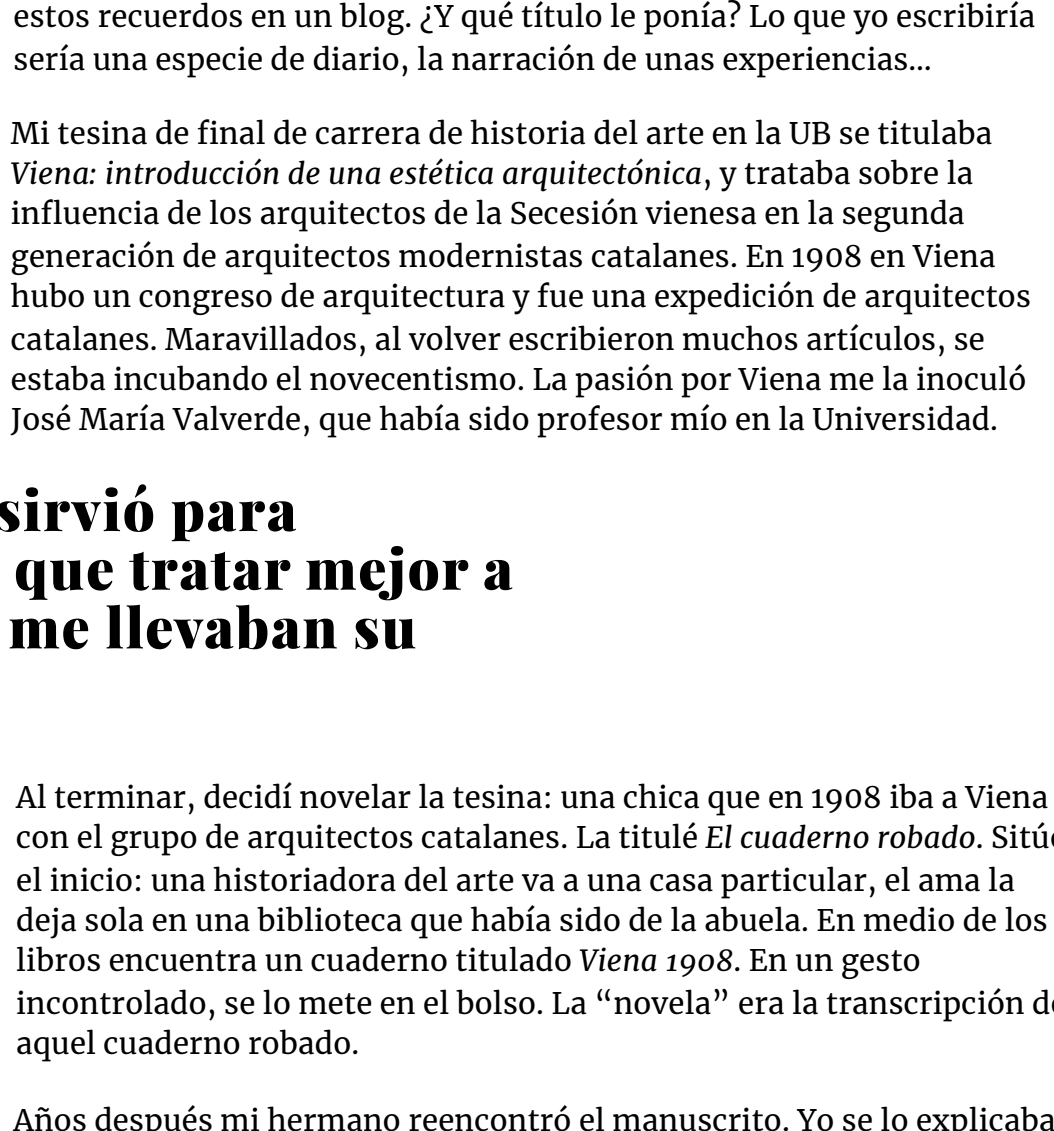 estos recuerdos en un blog. ¿Y qué título le ponía? Lo que yo escribiría
sería una especie de diario, la narración de unas experiencias...
Mi tesina de final de carrera de historia del arte en la UB se titulaba
Viena: introducción de una estética arquitectónica, y trataba sobre la
influencia de los arquitectos de la Secesión vienesa en la segunda
generación de arquitectos modernistas catalanes. En 1908 en Viena
hubo un congreso de arquitectura y fue una expedición de arquitectos
catalanes. Maravillados, al volver escribieron muchos artículos, se
estaba incubando el novecentismo. La pasión por Viena me la inoculó
José María Valverde, que había sido profesor mío en la Universidad.
sirvió para
que tratar mejor a
me llevaban su
Al terminar, decidí novelar la tesina: una chica que en 1908 iba a Viena
con el grupo de arquitectos catalanes. La titulé El cuaderno robado. Situé
el inicio: una historiadora del arte va a una casa particular, el ama la
deja sola en una biblioteca que había sido de la abuela. En medio de los
libros encuentra un cuaderno titulado Viena 1908. En un gesto
incontrolado, se lo mete en el bolso. La “novela” era la transcripción de
aquel cuaderno robado.
Años después mi hermano reencontró el manuscrito. Yo se lo explicaba